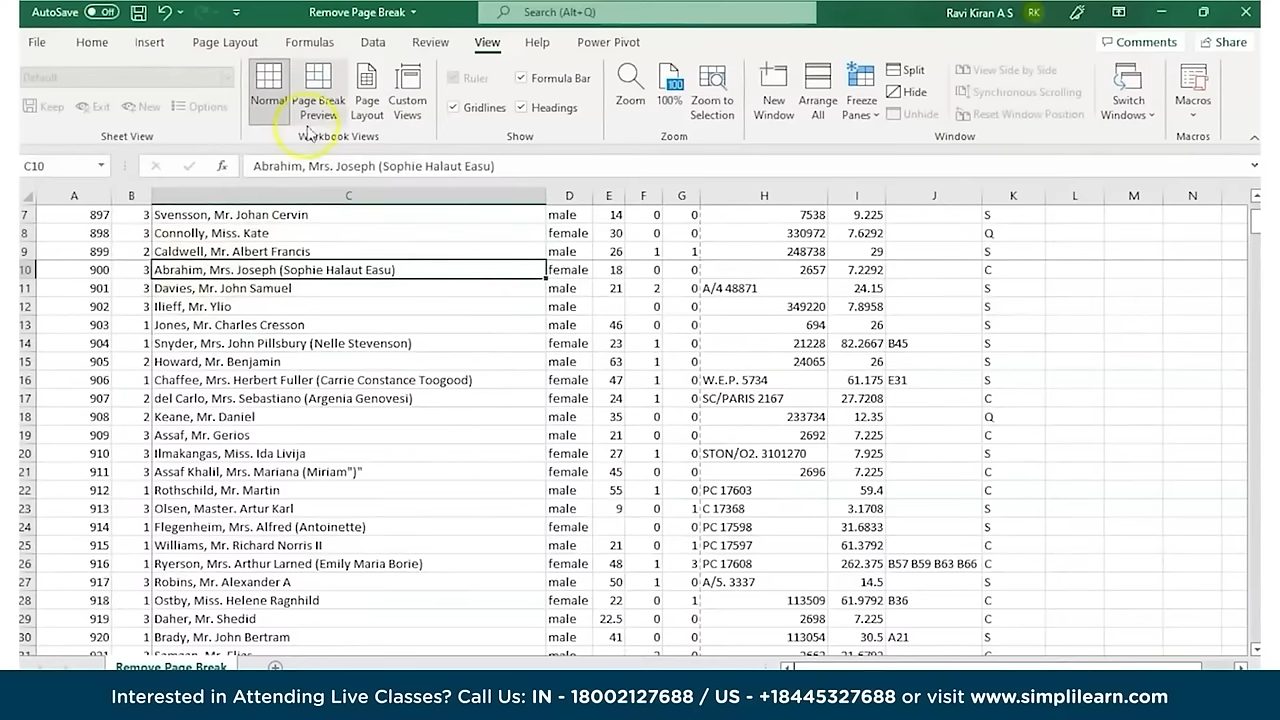 AutoSave Off Remove Page Break Search (Alt+Q) Ravi Kiran A S RK
File Home Insert Page Layout Formulas Data Review View Help Power Pivot Comments Share
Default
Keep Exit New Options
Sheet View
Normal Page Break Preview Page Layout Custom Views
Workbook Views
Ruler Formula Bar
Gridlines Headings
Show
Zoom 100% Zoom to Selection
Zoom
New Window Arrange All Freeze Panes
Split
Hide
Unhide
View Side by Side
Synchronous Scrolling
Reset Window Position
Switch Windows
Window
Macros
Macros
C10 fx Abrahim, Mrs. Joseph (Sophie Halaut Easu)
A B C D E F G H I J K L M N
7 897 3 Svensson, Mr. Johan Cervin male 14 0 0 7538 9.225 S
8 898 3 Connolly, Miss. Kate female 30 0 0 330972 7.6292 Q
9 899 2 Caldwell, Mr. Albert Francis male 26 1 1 248738 29 S
10 900 3 Abrahim, Mrs. Joseph (Sophie Halaut Easu) female 18 0 0 2657 7.2292 C
11 901 3 Davies, Mr. John Samuel male 21 2 0 A/4 48871 24.15 S
12 902 3 Ilieff, Mr. Ylio male 0 0 349220 7.8958 S
13 903 1 Jones, Mr. Charles Cresson male 46 0 0 694 26 S
14 904 1 Snyder, Mrs. John Pillsbury (Nelle Stevenson) female 23 1 0 21228 82.2667 B45 S
15 905 2 Howard, Mr. Benjamin male 63 1 0 24065 26 S
16 906 1 Chaffee, Mrs. Herbert Fuller (Carrie Constance Toogood) female 47 1 0 W.E.P. 5734 61.175 E31 S
17 907 2 del Carlo, Mrs. Sebastiano (Argenia Genovesi) female 24 1 0 SC/PARIS 2167 27.7208 C
18 908 2 Keane, Mr. Daniel male 35 0 0 233734 12.35 Q
19 909 3 Assaf, Mr. Gerios male 21 0 0 2692 7.225 C
20 910 3 Ilmakangas, Miss. Ida Livija female 27 1 0 STON/O2. 3101270 7.925 S
21 911 3 Assaf Khalil, Mrs. Mariana (Miriam")" female 45 0 0 2696 7.225 C
22 912 1 Rothschild, Mr. Martin male 55 1 0 PC 17603 59.4 C
23 913 3 Olsen, Master. Artur Karl male 9 0 1 C 17368 3.1708 S
24 914 1 Flegenheim, Mrs. Alfred (Antoinette) female 0 0 PC 17598 31.6833 S
25 915 1 Williams, Mr. Richard Norris II male 21 0 1 PC 17597 61.3792 C
26 916 1 Ryerson, Mrs. Arthur Larned (Emily Maria Borie) female 48 1 3 PC 17608 262.375 B57 B59 B63 B66 C
27 917 3 Robins, Mr. Alexander A male 50 1 0 A/5. 3337 14.5 S
28 918 1 Ostby, Miss. Helene Ragnhild female 22 0 1 113509 61.9792 B36 C
29 919 3 Daher, Mr. Shedid male 22.5 0 0 2698 7.225 C
30 920 1 Brady, Mr. John Bertram male 41 0 0 113054 30.5 A21 S
Remove Page Break
Interested in Attending Live Classes? Call Us: IN - 18002127688 / US - +18445327688 or visit www.simplilearn.com